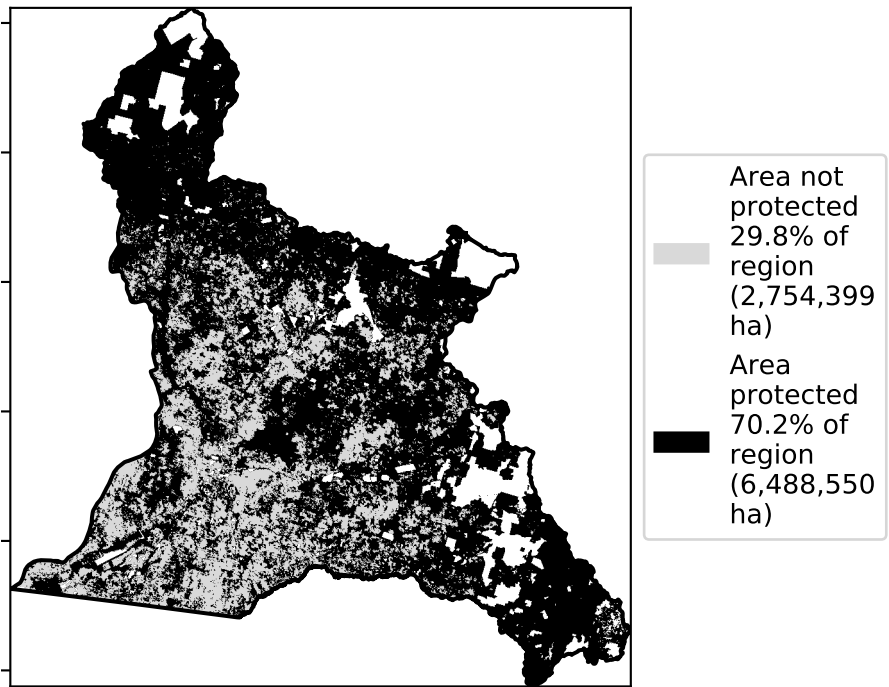 Area not
protected
29.8% of
region
(2,754,399
ha)
Area
protected
70.2% of
region
(6,488,550
ha)